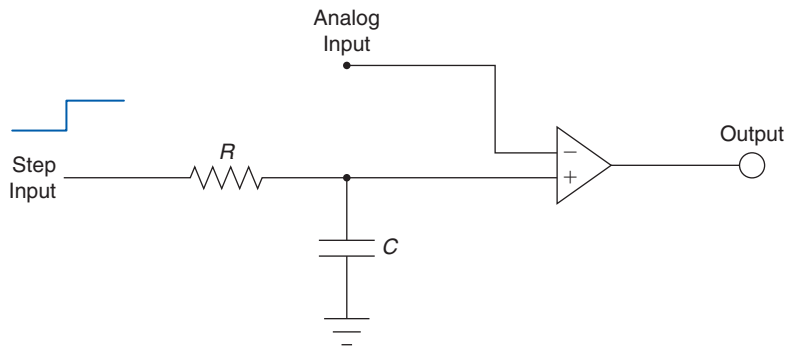 Analog
Input
Step
Input
R
C
−
+
Output